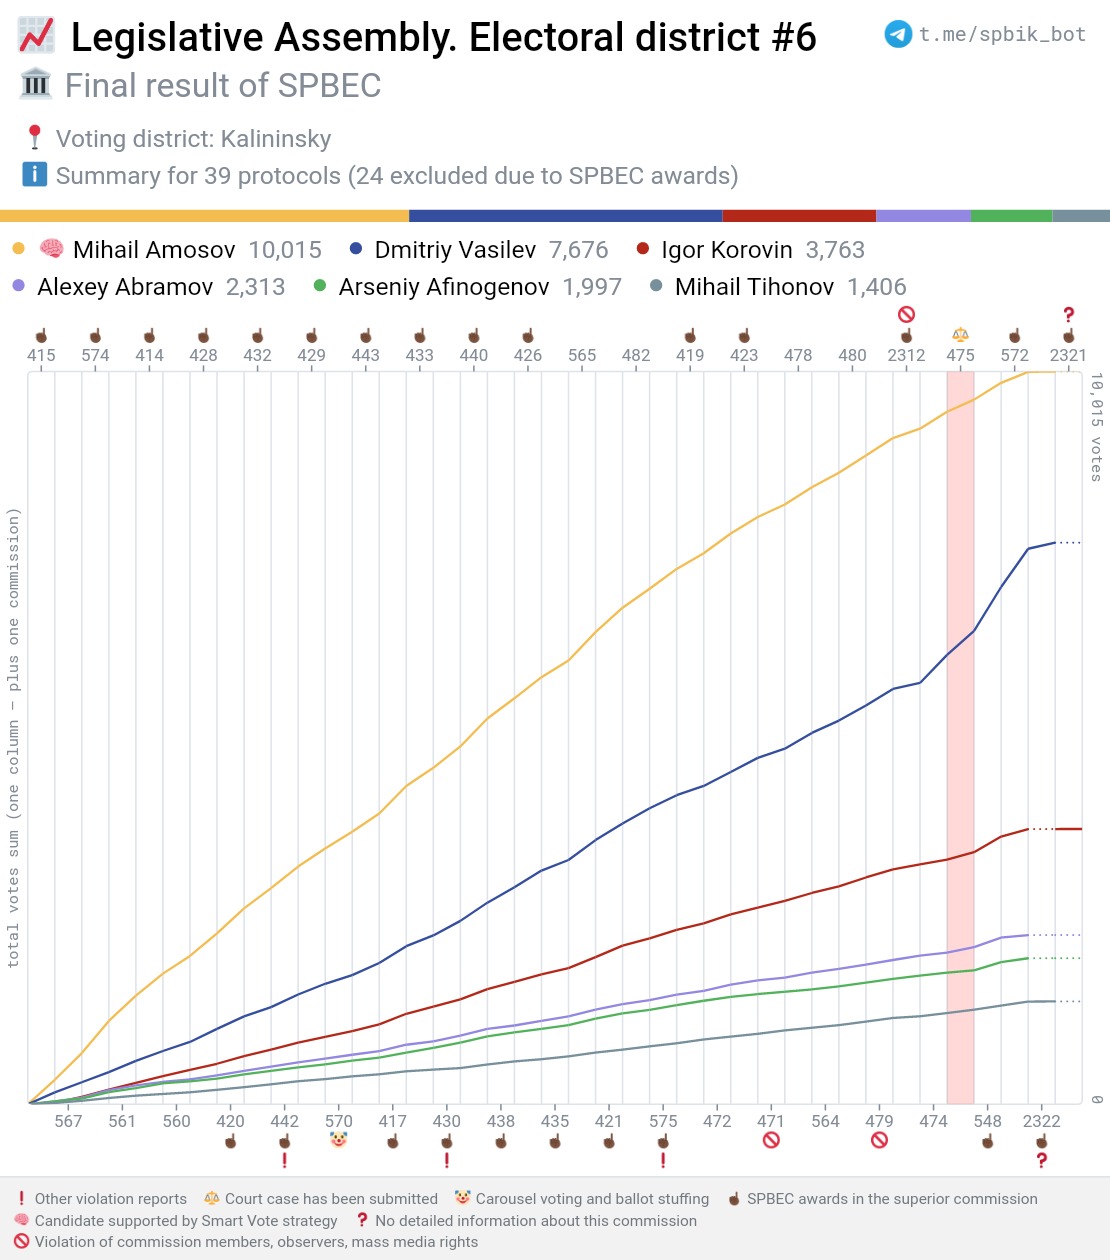 Legislative Assembly. Electoral district #6
t.me/spbik_bot
Final result of SPBEC
Voting district: Kalininsky
Summary for 39 protocols (24 excluded due to SPBEC awards)
Mihail Amosov 10,015 Dmitriy Vasilev 7,676 Igor Korovin 3,763
Alexey Abramov 2,313 Arseniy Afinogenov 1,997 Mihail Tihonov 1,406
415 574 414 428 432 429 443 433 440 426 565 482 419 423 478 480 2312 475 572 2321
10,015 votes
total votes sum (one column – plus one commission)
0
567 561 560 420 442 570 417 430 438 435 421 575 472 471 564 479 474 548 2322
Other violation reports Court case has been submitted Carousel voting and ballot stuffing SPBEC awards in the superior commission
Candidate supported by Smart Vote strategy No detailed information about this commission
Violation of commission members, observers, mass media rights